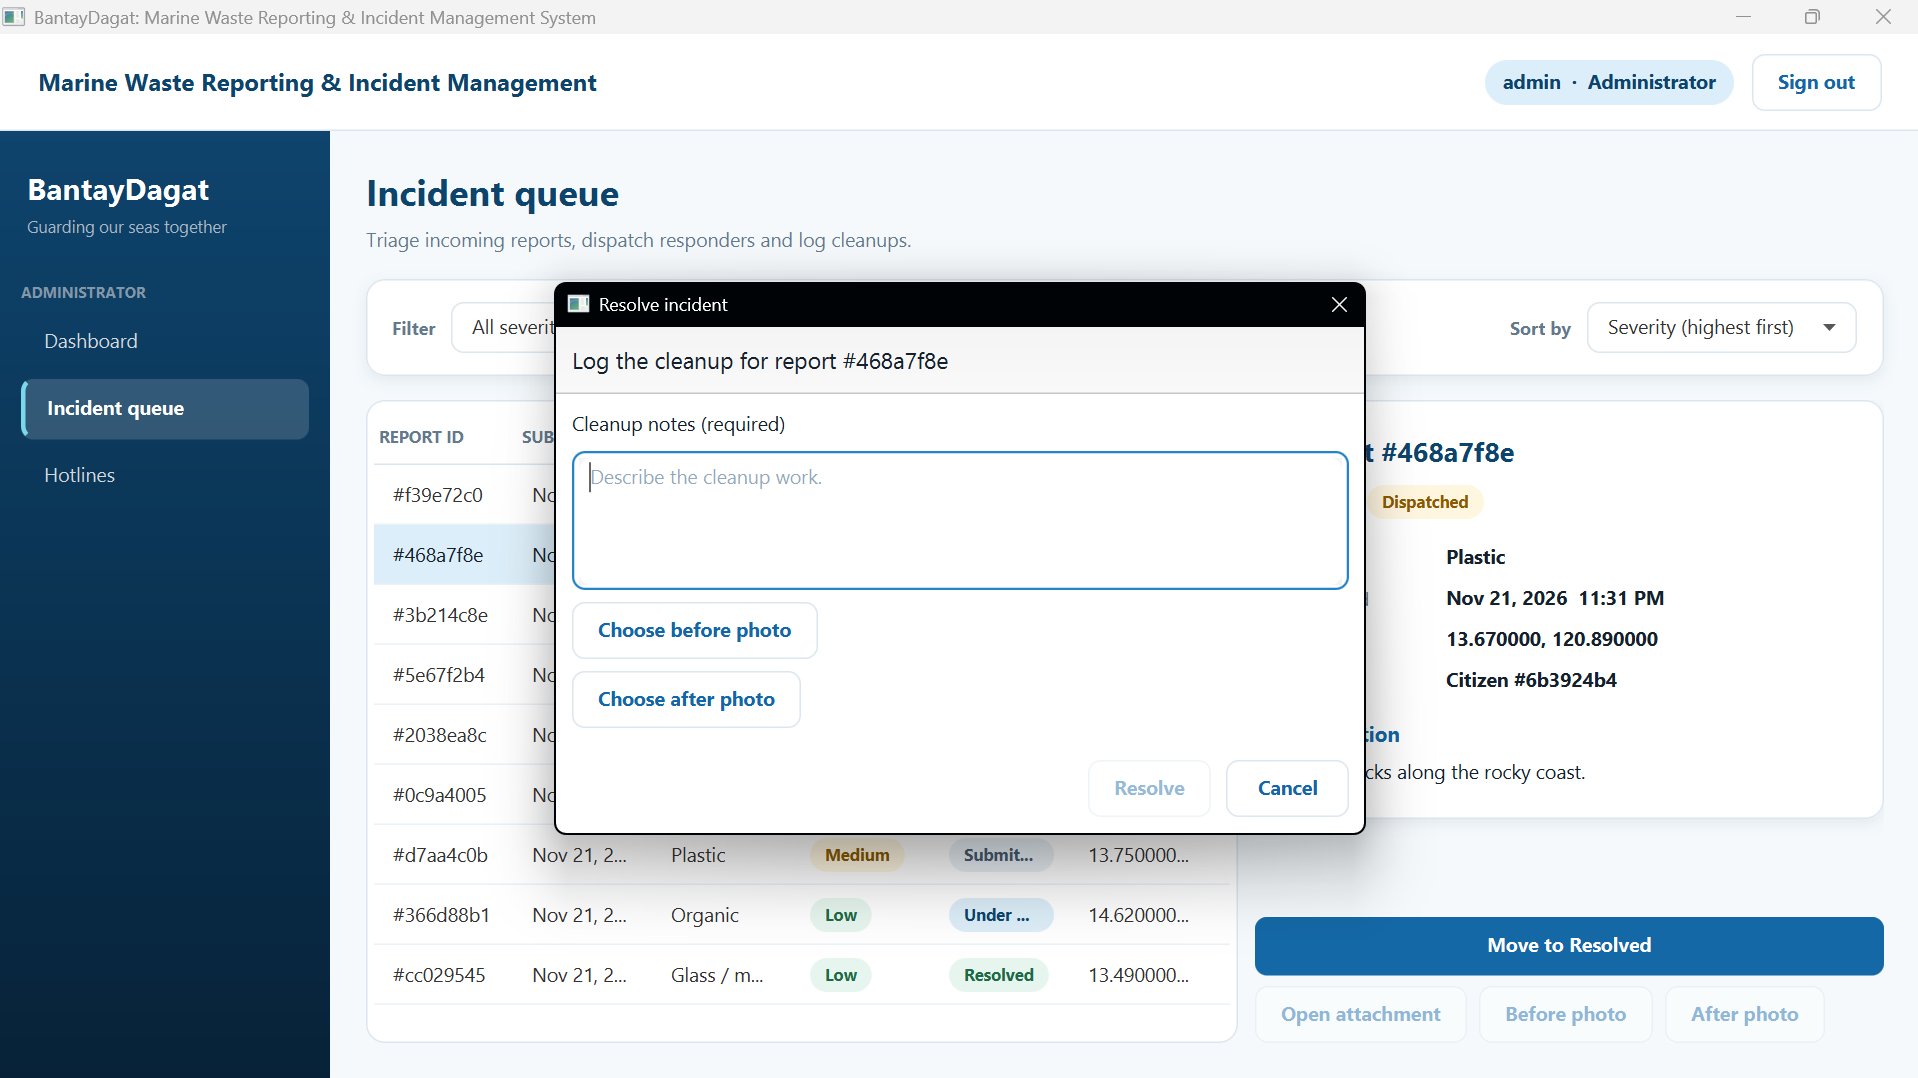 BantayDagat: Marine Waste Reporting & Incident Management System
Marine Waste Reporting & Incident Management
admin · Administrator
Sign out
BantayDagat
Guarding our seas together
ADMINISTRATOR
Dashboard
Incident queue
Hotlines
Incident queue
Triage incoming reports, dispatch responders and log cleanups.
Filter
All severit
Sort by
Severity (highest first)
REPORT ID
SUB
#f39e72c0
#468a7f8e
#3b214c8e
#5e67f2b4
#2038ea8c
#0c9a4005
#d7aa4c0b Nov 21, 2... Plastic Medium Submit... 13.750000...
#366d88b1 Nov 21, 2... Organic Low Under ... 14.620000...
#cc029545 Nov 21, 2... Glass / m... Low Resolved 13.490000...
Resolve incident
Log the cleanup for report #468a7f8e
Cleanup notes (required)
Describe the cleanup work.
Choose before photo
Choose after photo
Resolve
Cancel
t #468a7f8e
Dispatched
Plastic
Nov 21, 2026 11:31 PM
13.670000, 120.890000
Citizen #6b3924b4
tion
cks along the rocky coast.
Move to Resolved
Open attachment
Before photo
After photo